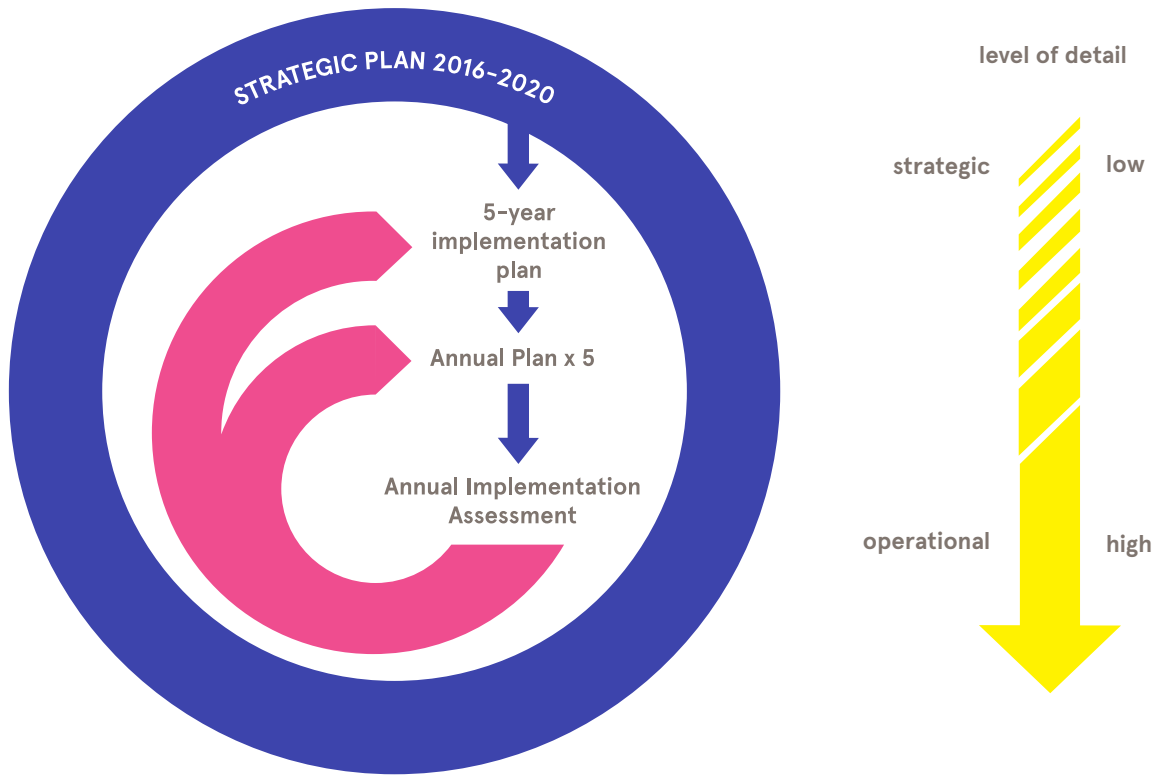 STRATEGIC PLAN 2016-2020
5-year
implementation
plan
Annual Plan x 5
Annual Implementation
Assessment
level of detail
strategic
low
operational
high